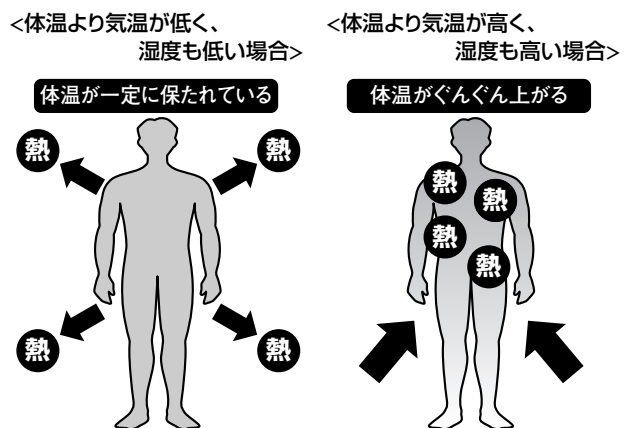 <体温より気温が低く、
湿度も低い場合>
体温が一定に保たれている
熱
熱
熱
熱
<体温より気温が高く、
湿度も高い場合>
体温がぐんぐん上がる
熱
熱
熱
熱